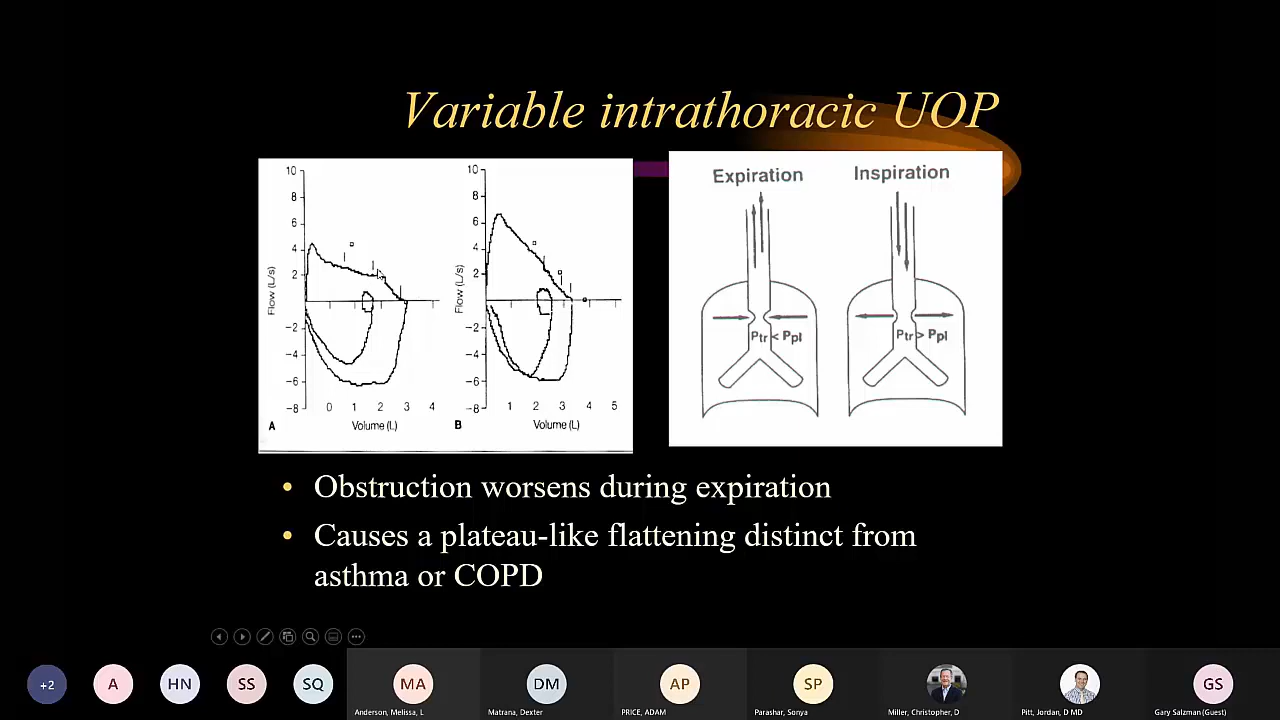 Variable intrathoracic UOP
10
8
6
4
2
-2
-4
-6
-8
Flow (L/s)
0 1 2 3 4
A Volume (L)
10
8
6
4
2
-2
-4
-6
-8
Flow (L/s)
1 2 3 4 5
B Volume (L)
Expiration Inspiration
Ptr < Ppl Ptr > Ppl
• Obstruction worsens during expiration
• Causes a plateau-like flattening distinct from
asthma or COPD
+2 A HN SS SQ MA DM AP SP GS
Anderson, Melissa, L Matrana, Dexter PRICE, ADAM Parashar, Sonya Miller, Christopher, D Pitt, Jordan, D MD Gary Salzman (Guest)